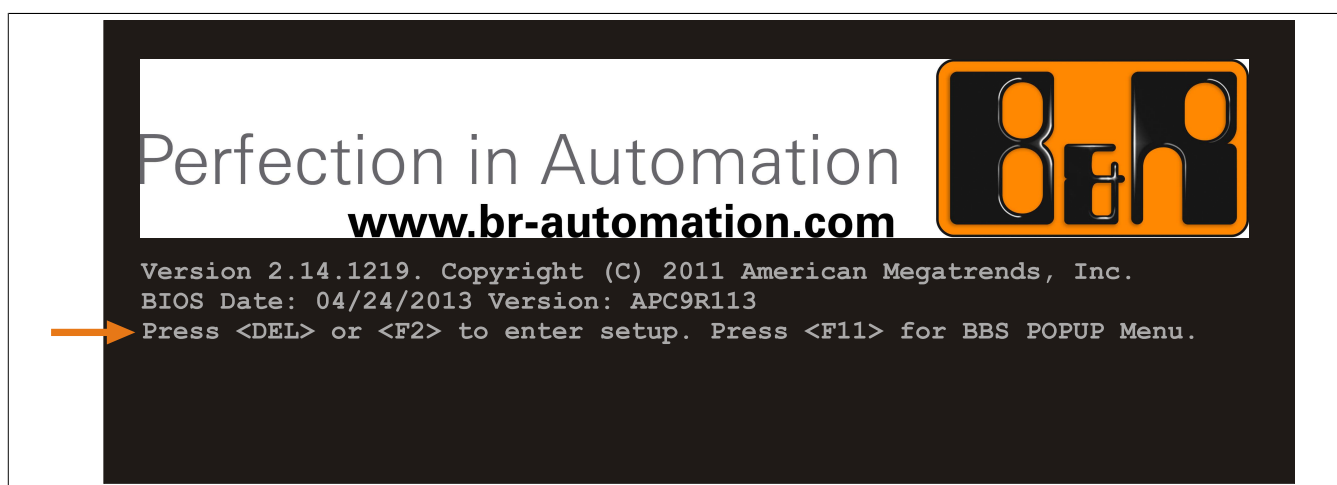 Perfection in Automation
www.br-automation.com
B&R
Version 2.14.1219. Copyright (C) 2011 American Megatrends, Inc.
BIOS Date: 04/24/2013 Version: APC9R113
Press <DEL> or <F2> to enter setup. Press <F11> for BBS POPUP Menu.